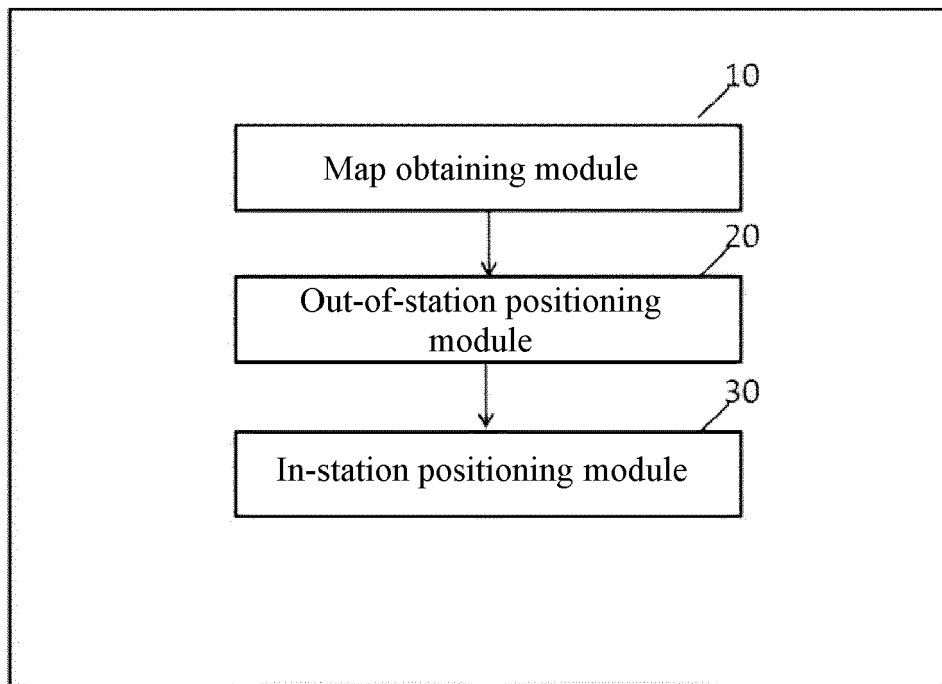 10
Map obtaining module
20
Out-of-station positioning
module
30
In-station positioning module